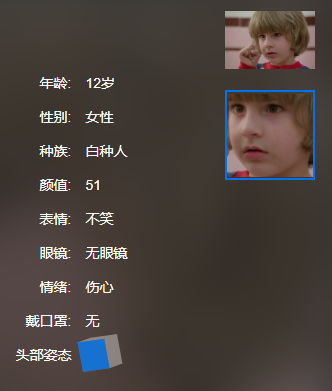 年龄: 12岁
性别: 女性
种族: 白种人
颜值: 51
表情: 不笑
眼镜: 无眼镜
情绪: 伤心
戴口罩: 无
头部姿态